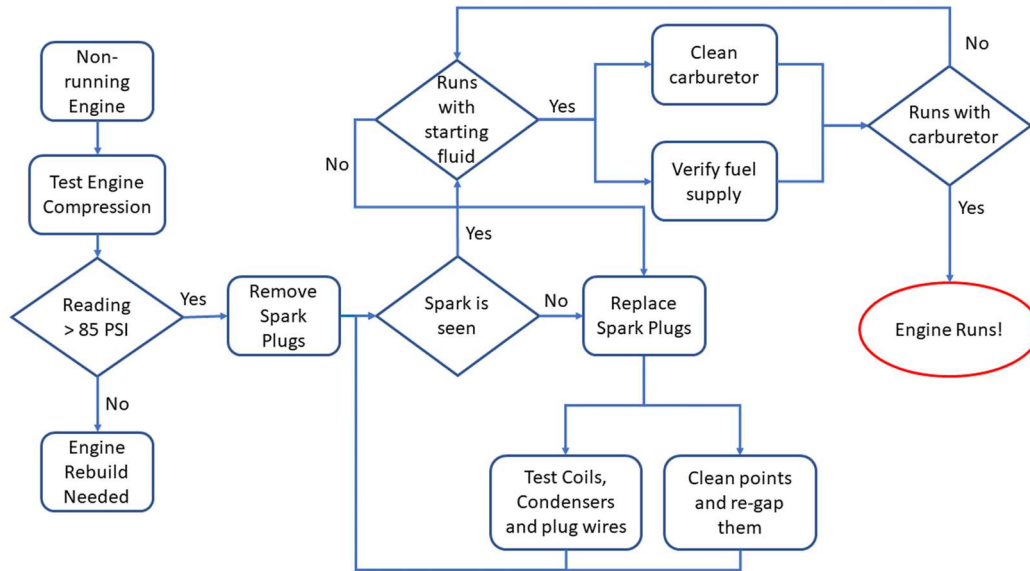 Non-
running
Engine
Test Engine
Compression
Reading
> 85 PSI
Yes
No
Engine
Rebuild
Needed
Remove
Spark
Plugs
Spark is
seen
Yes
No
Runs
with
starting
fluid
No
Yes
Clean
carburetor
Verify fuel
supply
Runs with
carburetor
No
Yes
Engine Runs!
Replace
Spark Plugs
Test Coils,
Condensers
and plug wires
Clean points
and re-gap
them